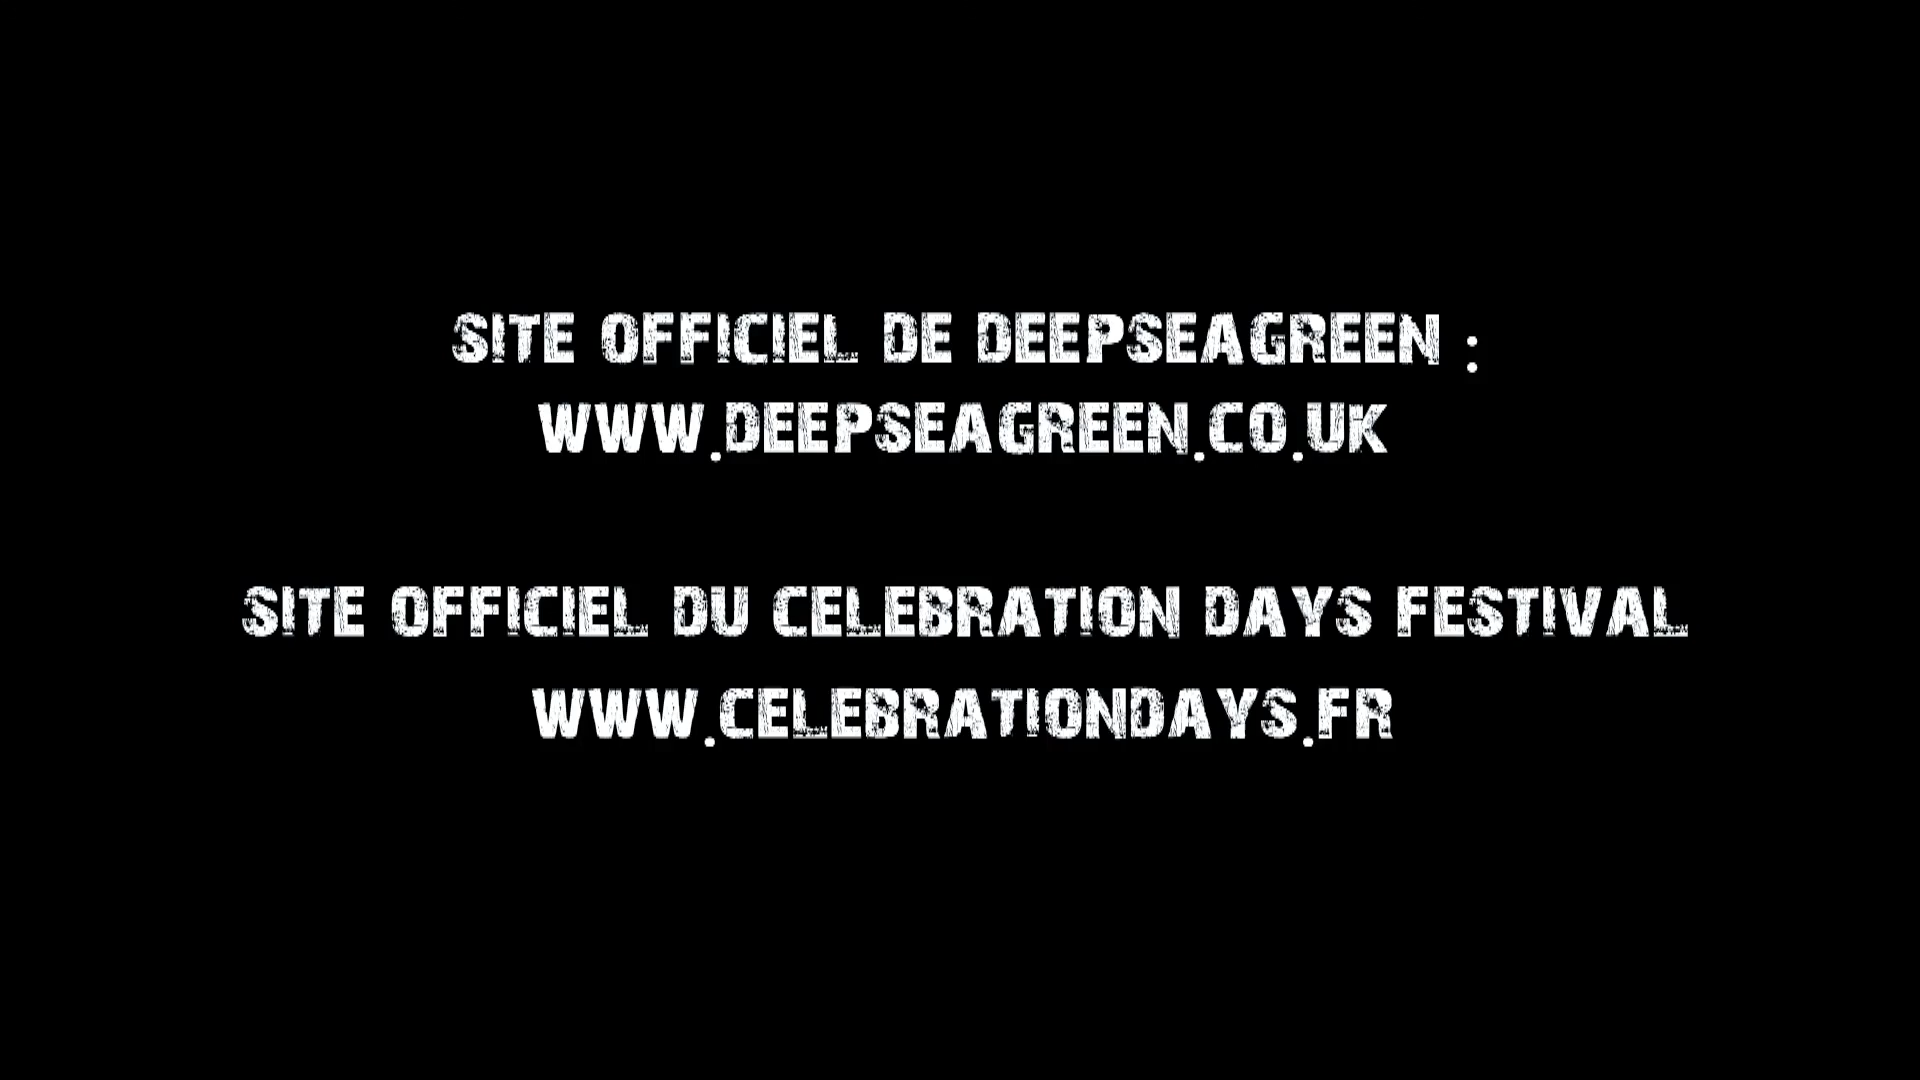 SITE OFFICIEL DE DEEPSEAGREEN :
WWW.DEEPSEAGREEN.CO.UK
SITE OFFICIEL DU CELEBRATION DAYS FESTIVAL
WWW.CELEBRATIONDAYS.FR